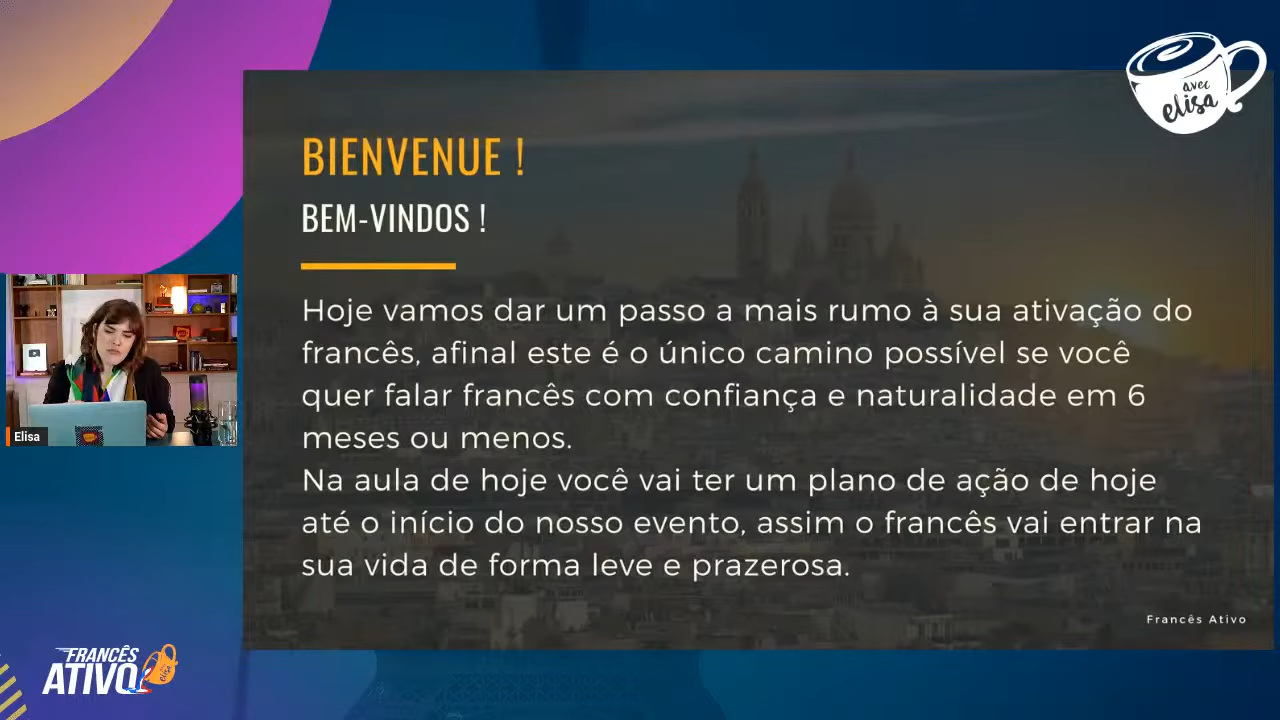 avec
elisa
BIENVENUE !
BEM-VINDOS !
Hoje vamos dar um passo a mais rumo à sua ativação do
francês, afinal este é o único camino possível se você
quer falar francês com confiança e naturalidade em 6
meses ou menos.
Na aula de hoje você vai ter um plano de ação de hoje
até o início do nosso evento, assim o francês vai entrar na
sua vida de forma leve e prazerosa.
Francês Ativo
Elisa
FRANCÊS
ATIVO
elisa